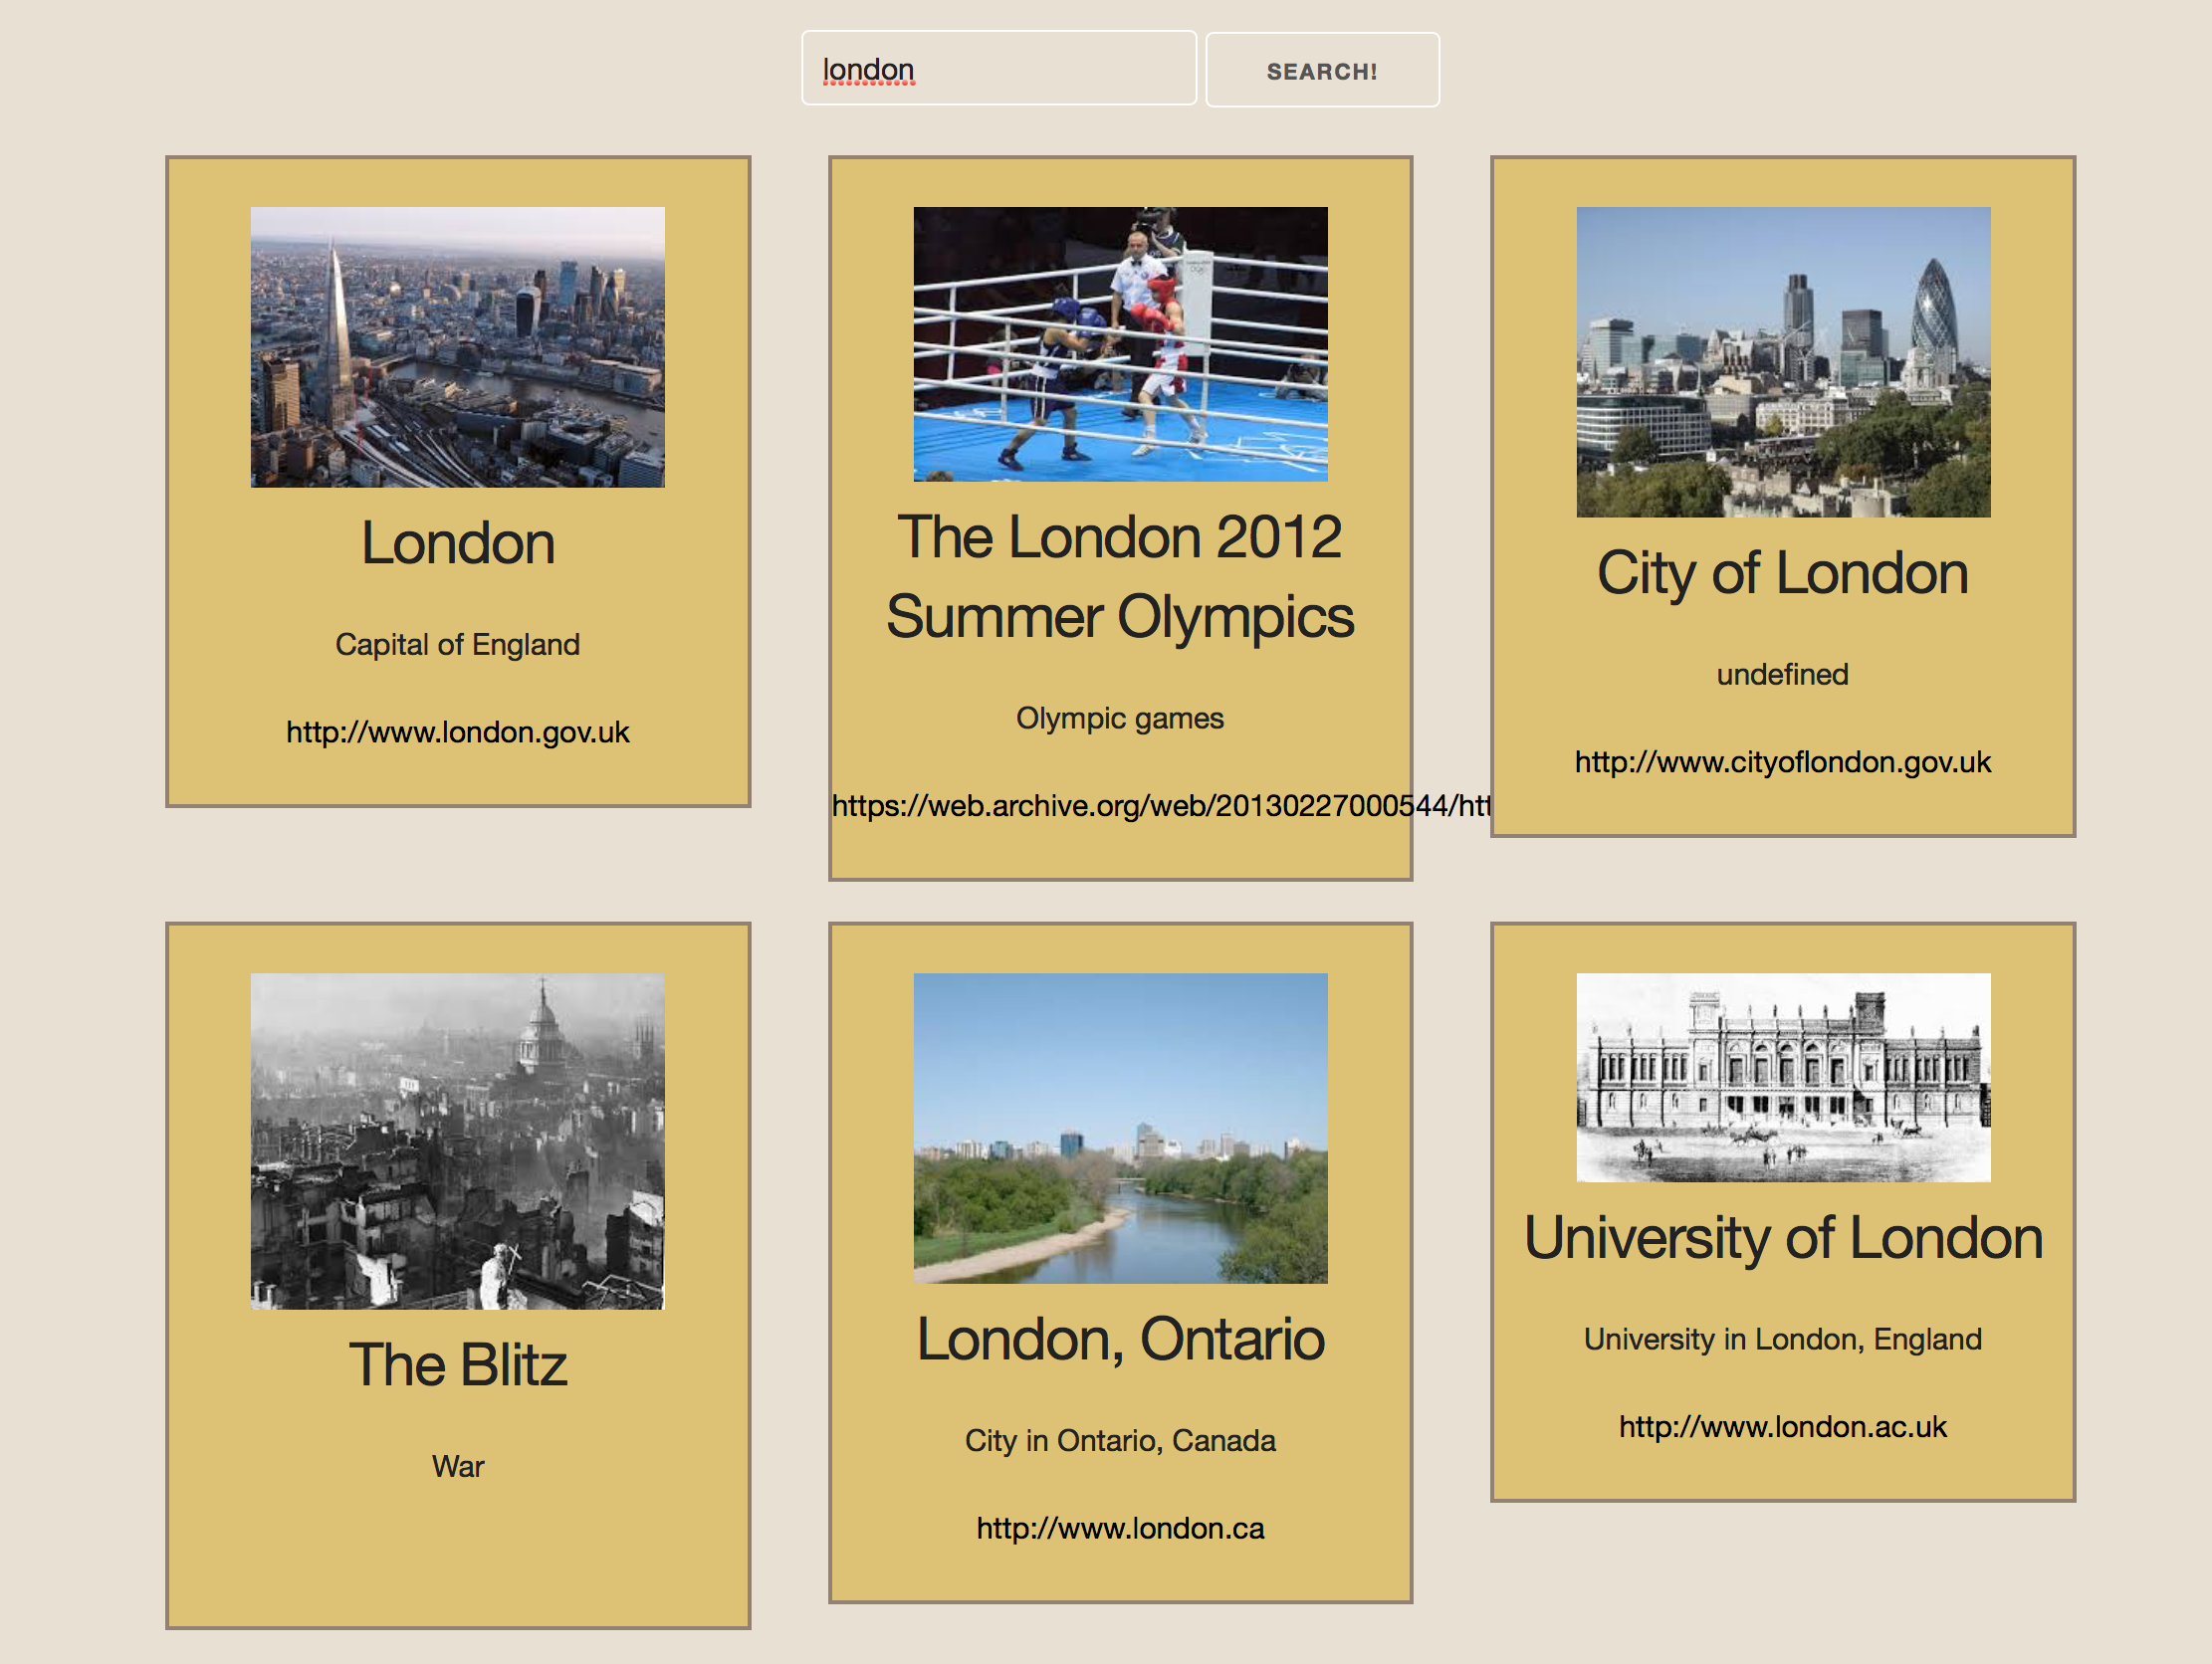 london
SEARCH!
London
Capital of England
http://www.london.gov.uk
The London 2012
Summer Olympics
Olympic games
https://web.archive.org/web/20130227000544/htt
City of London
undefined
http://www.cityoflondon.gov.uk
The Blitz
War
London, Ontario
City in Ontario, Canada
http://www.london.ca
University of London
University in London, England
http://www.london.ac.uk